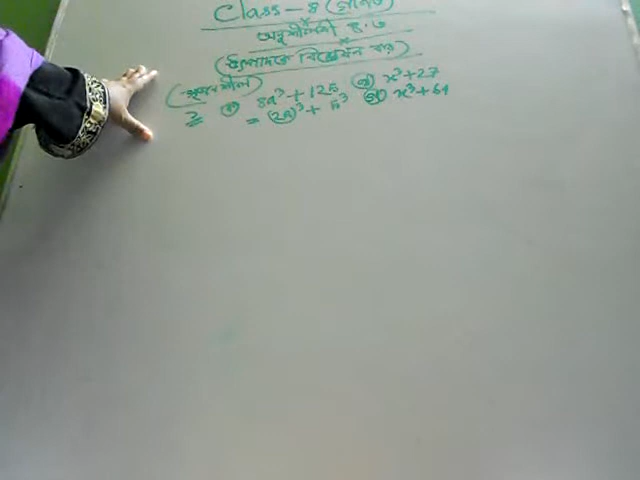 Class - 8 (গণিত)
অনুশীলনী ৪.৩
(উৎপাদকে বিশ্লেষণ কর)
(সৃজনশীল)
8a³ + 125 x³ + 27
= (2a)³ + 5³ x³ + 64